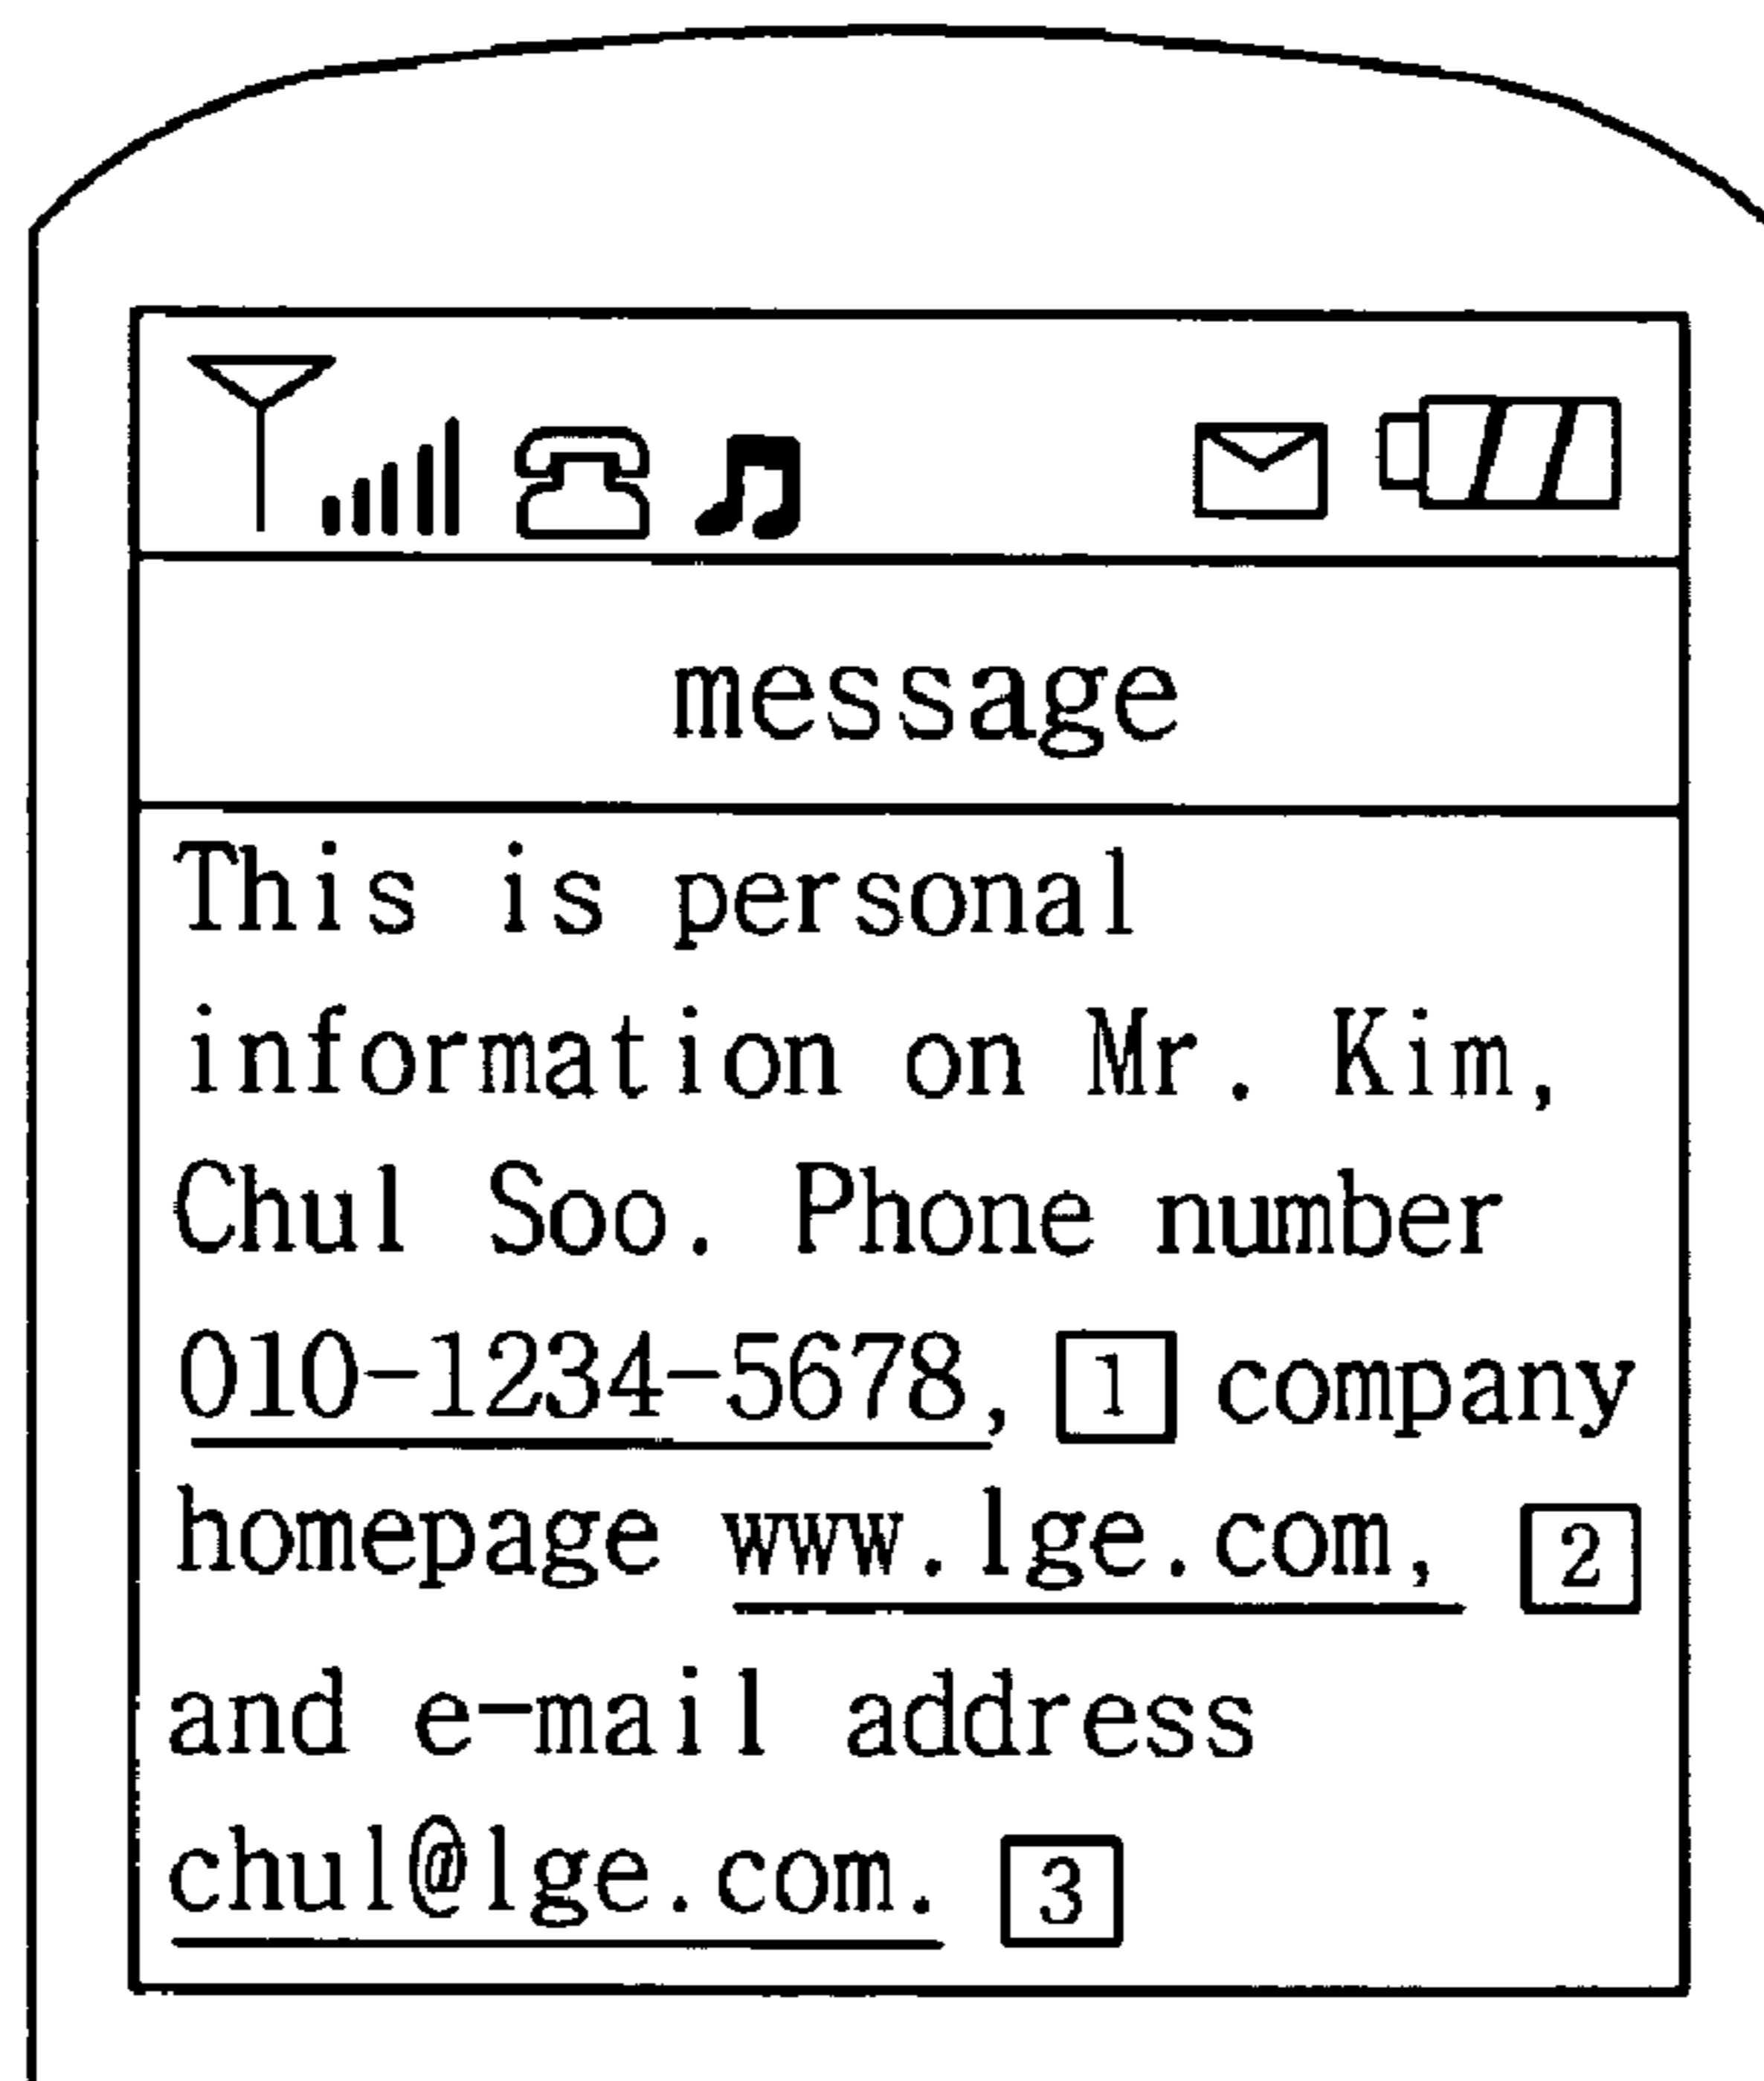 message
This is personal
information on Mr. Kim,
Chul Soo. Phone number
010-1234-5678, 1 company
homepage www.lge.com, 2
and e-mail address
chul@lge.com. 3